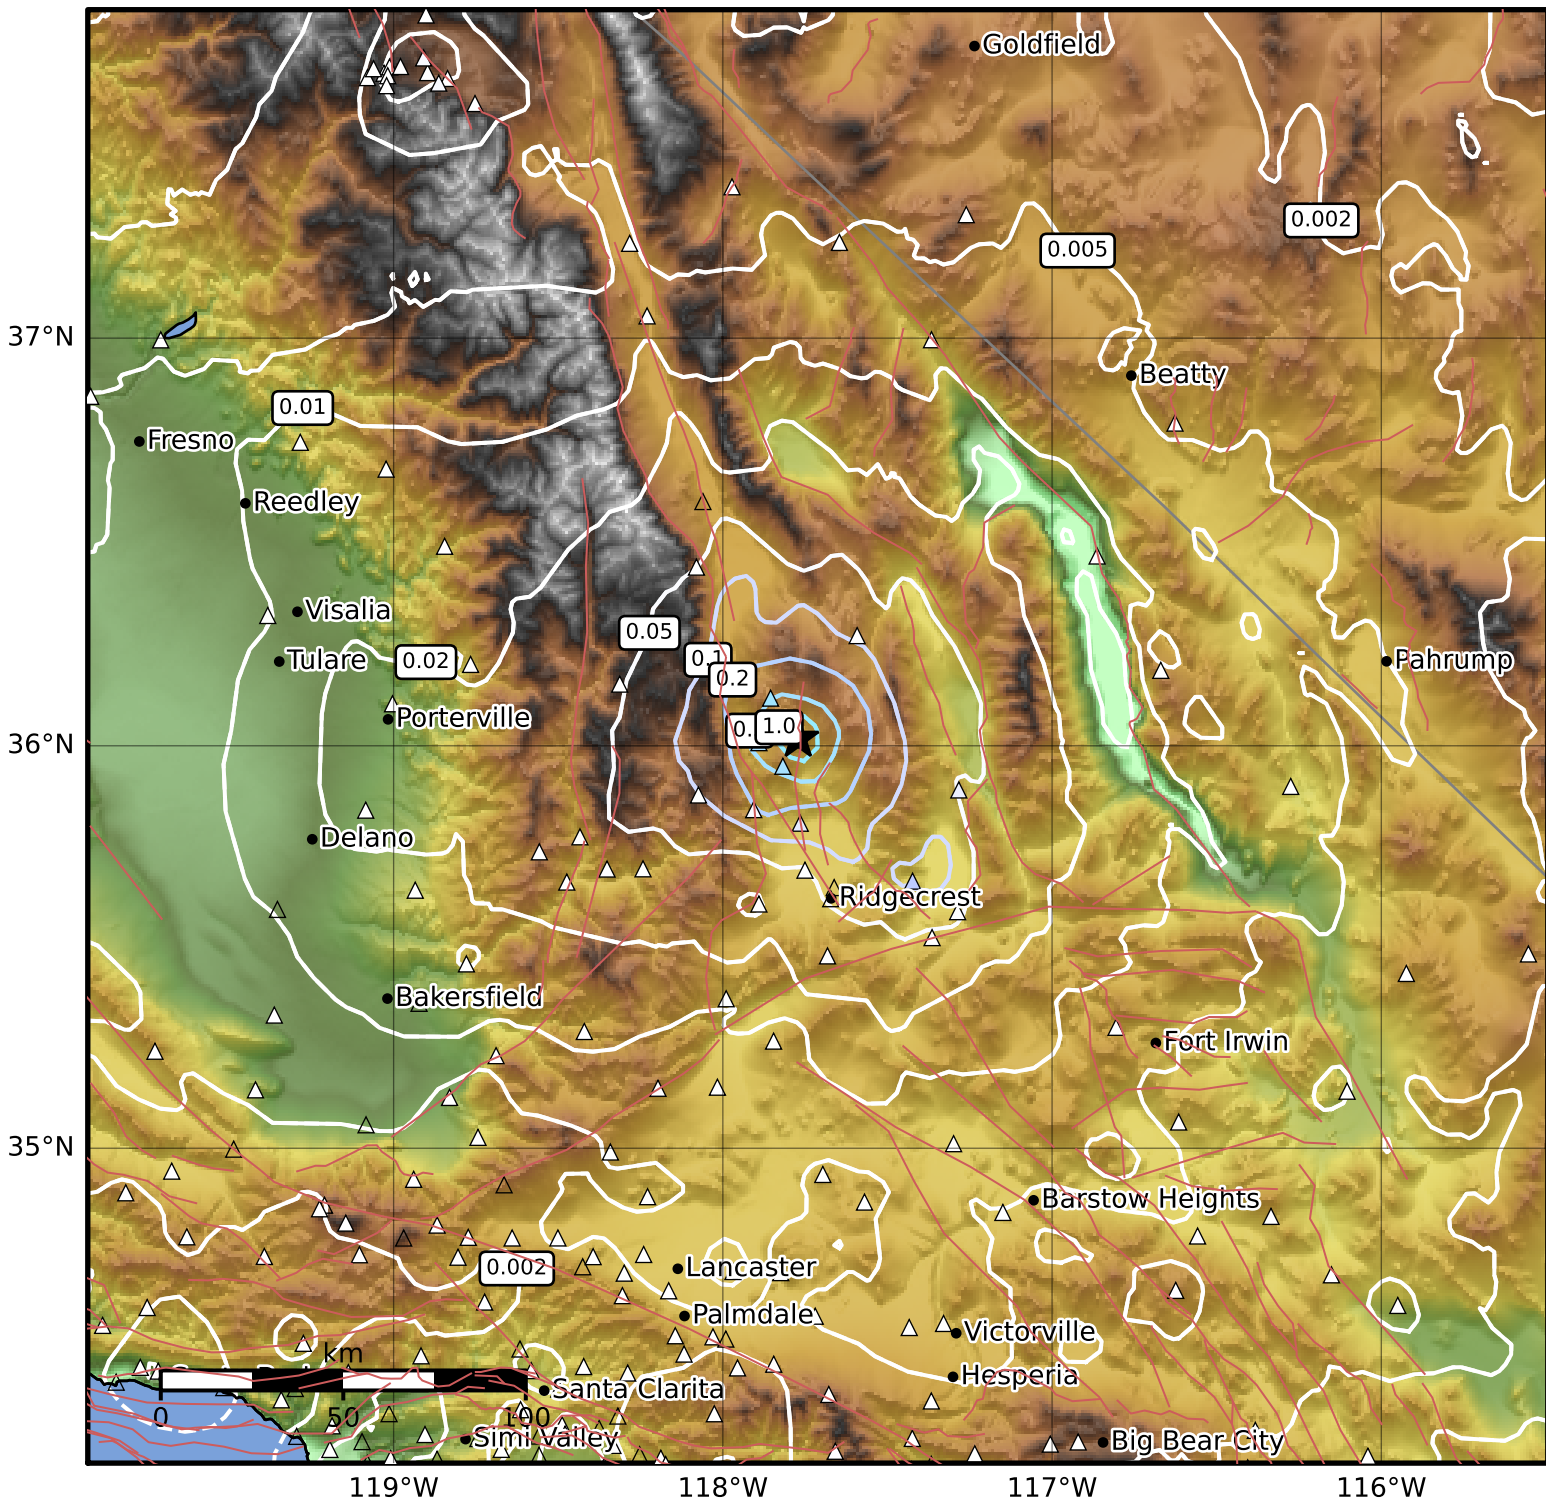 Goldfield
0.002
0.005
37°N
Beatty
0.01
Fresno
Reedley
Visalia
0.05
Tulare
0.02
0.1
0.2
Pahrump
Porterville
0.
1.0
36°N
Delano
Ridgecrest
Bakersfield
Fort Irwin
35°N
Barstow Heights
0.002
Lancaster
Palmdale
Victorville
km
Hesperia
Santa Clarita
0
50
100
Simi Valley
Big Bear City
119°W
118°W
117°W
116°W